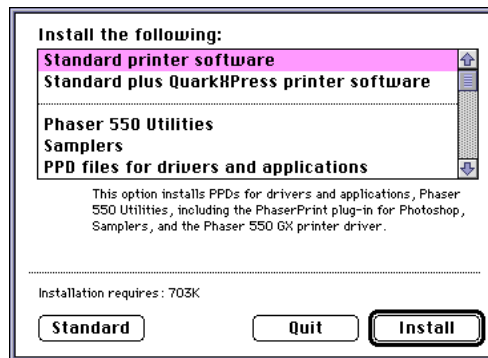 Install the following:
Standard printer software
Standard plus QuarkXPress printer software
Phaser 550 Utilities
Samplers
PPD files for drivers and applications
This option installs PPDs for drivers and applications, Phaser
550 Utilities, including the PhaserPrint plug-in for Photoshop,
Samplers, and the Phaser 550 GX printer driver.
Installation requires: 703K
Standard
Quit
Install